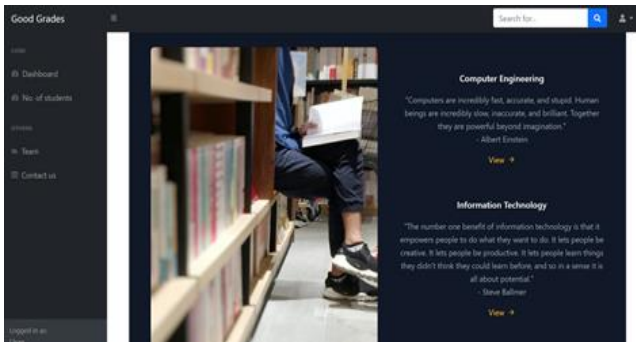 Good Grades
Search for...
Dashboard
No. of students
Team
Contact us
Logged in as:
Computer Engineering
"Computers are incredibly fast, accurate, and stupid. Human
beings are incredibly slow, inaccurate, and brilliant. Together
they are powerful beyond imagination."
- Albert Einstein
View →
Information Technology
"The number one benefit of information technology is that it
empowers people to do what they want to do. It lets people be
creative. It lets people be productive. It lets people learn things
they didn't think they could learn before, and so in a sense it is
all about potential."
- Steve Ballmer
View →